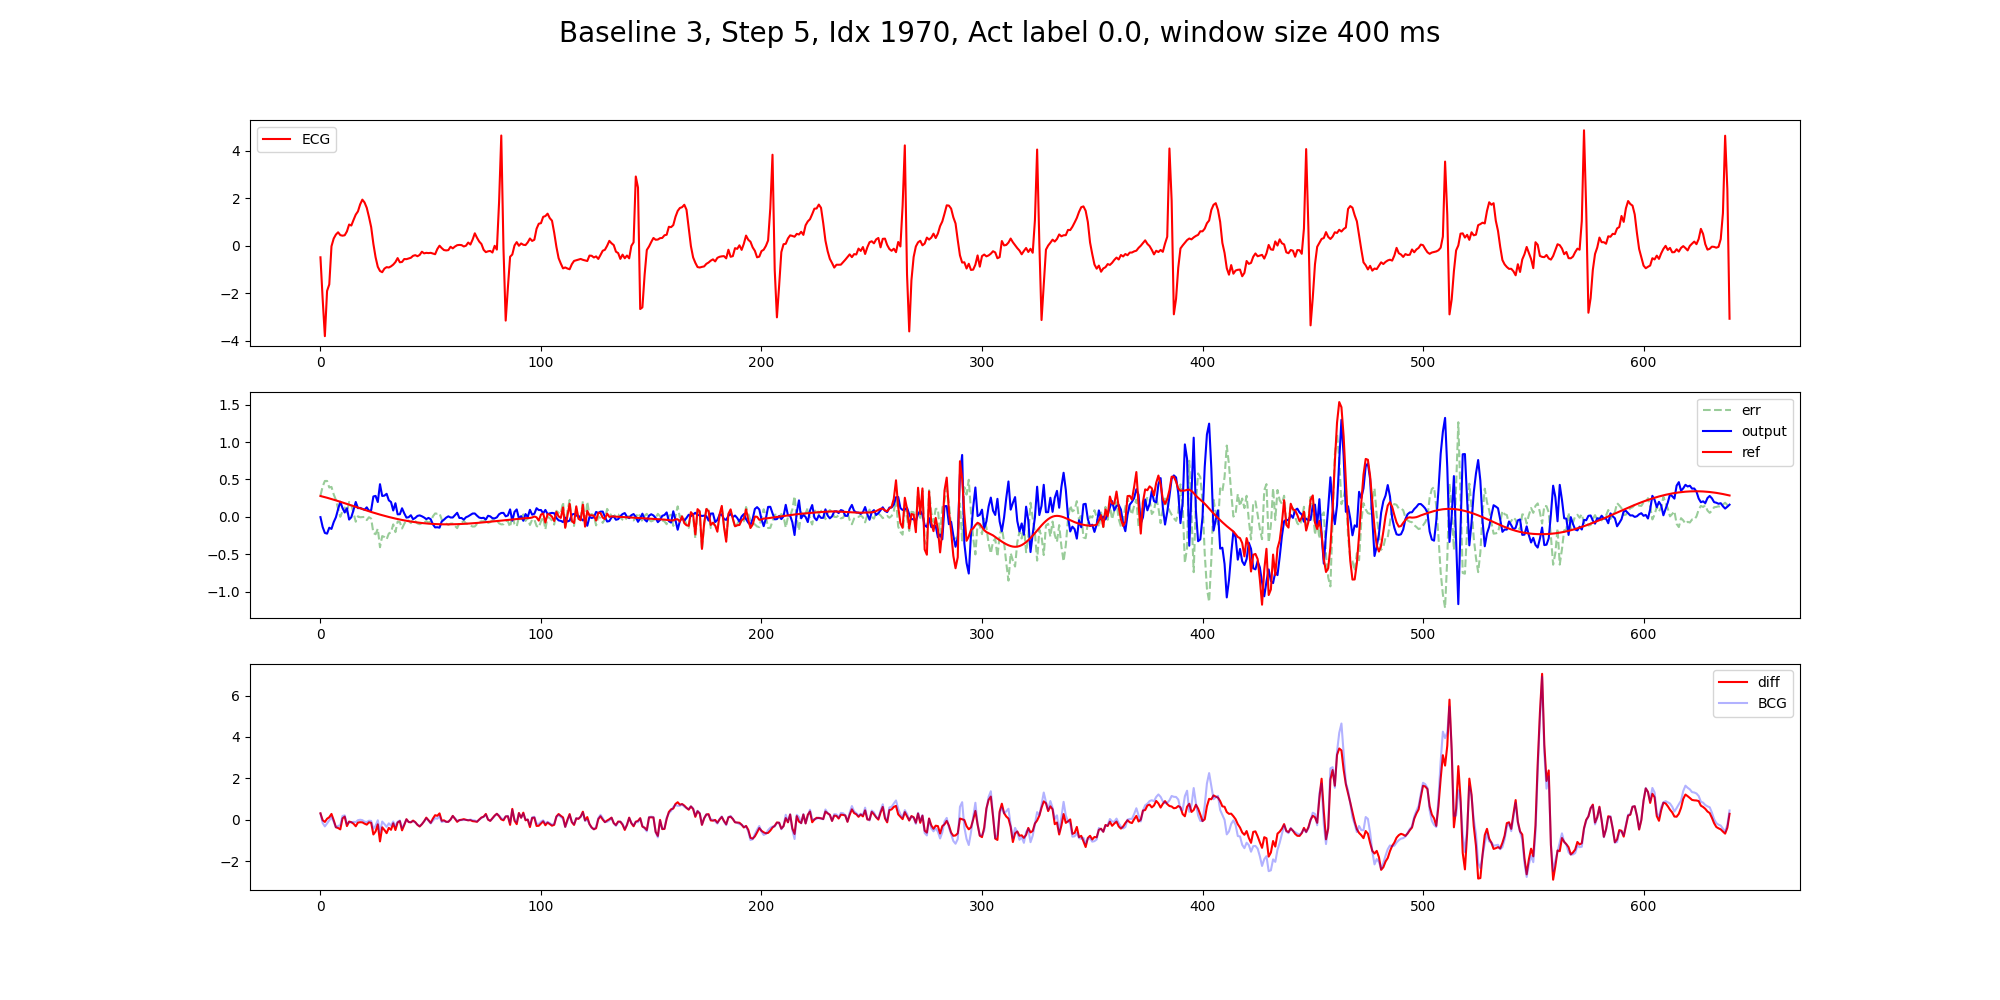 Baseline 3, Step 5, Idx 1970, Act label 0.0, window size 400 ms
ECG
4
2
0
−2
−4
0 100 200 300 400 500 600
err
output
ref
1.5
1.0
0.5
0.0
−0.5
−1.0
0 100 200 300 400 500 600
diff
BCG
6
4
2
0
−2
0 100 200 300 400 500 600